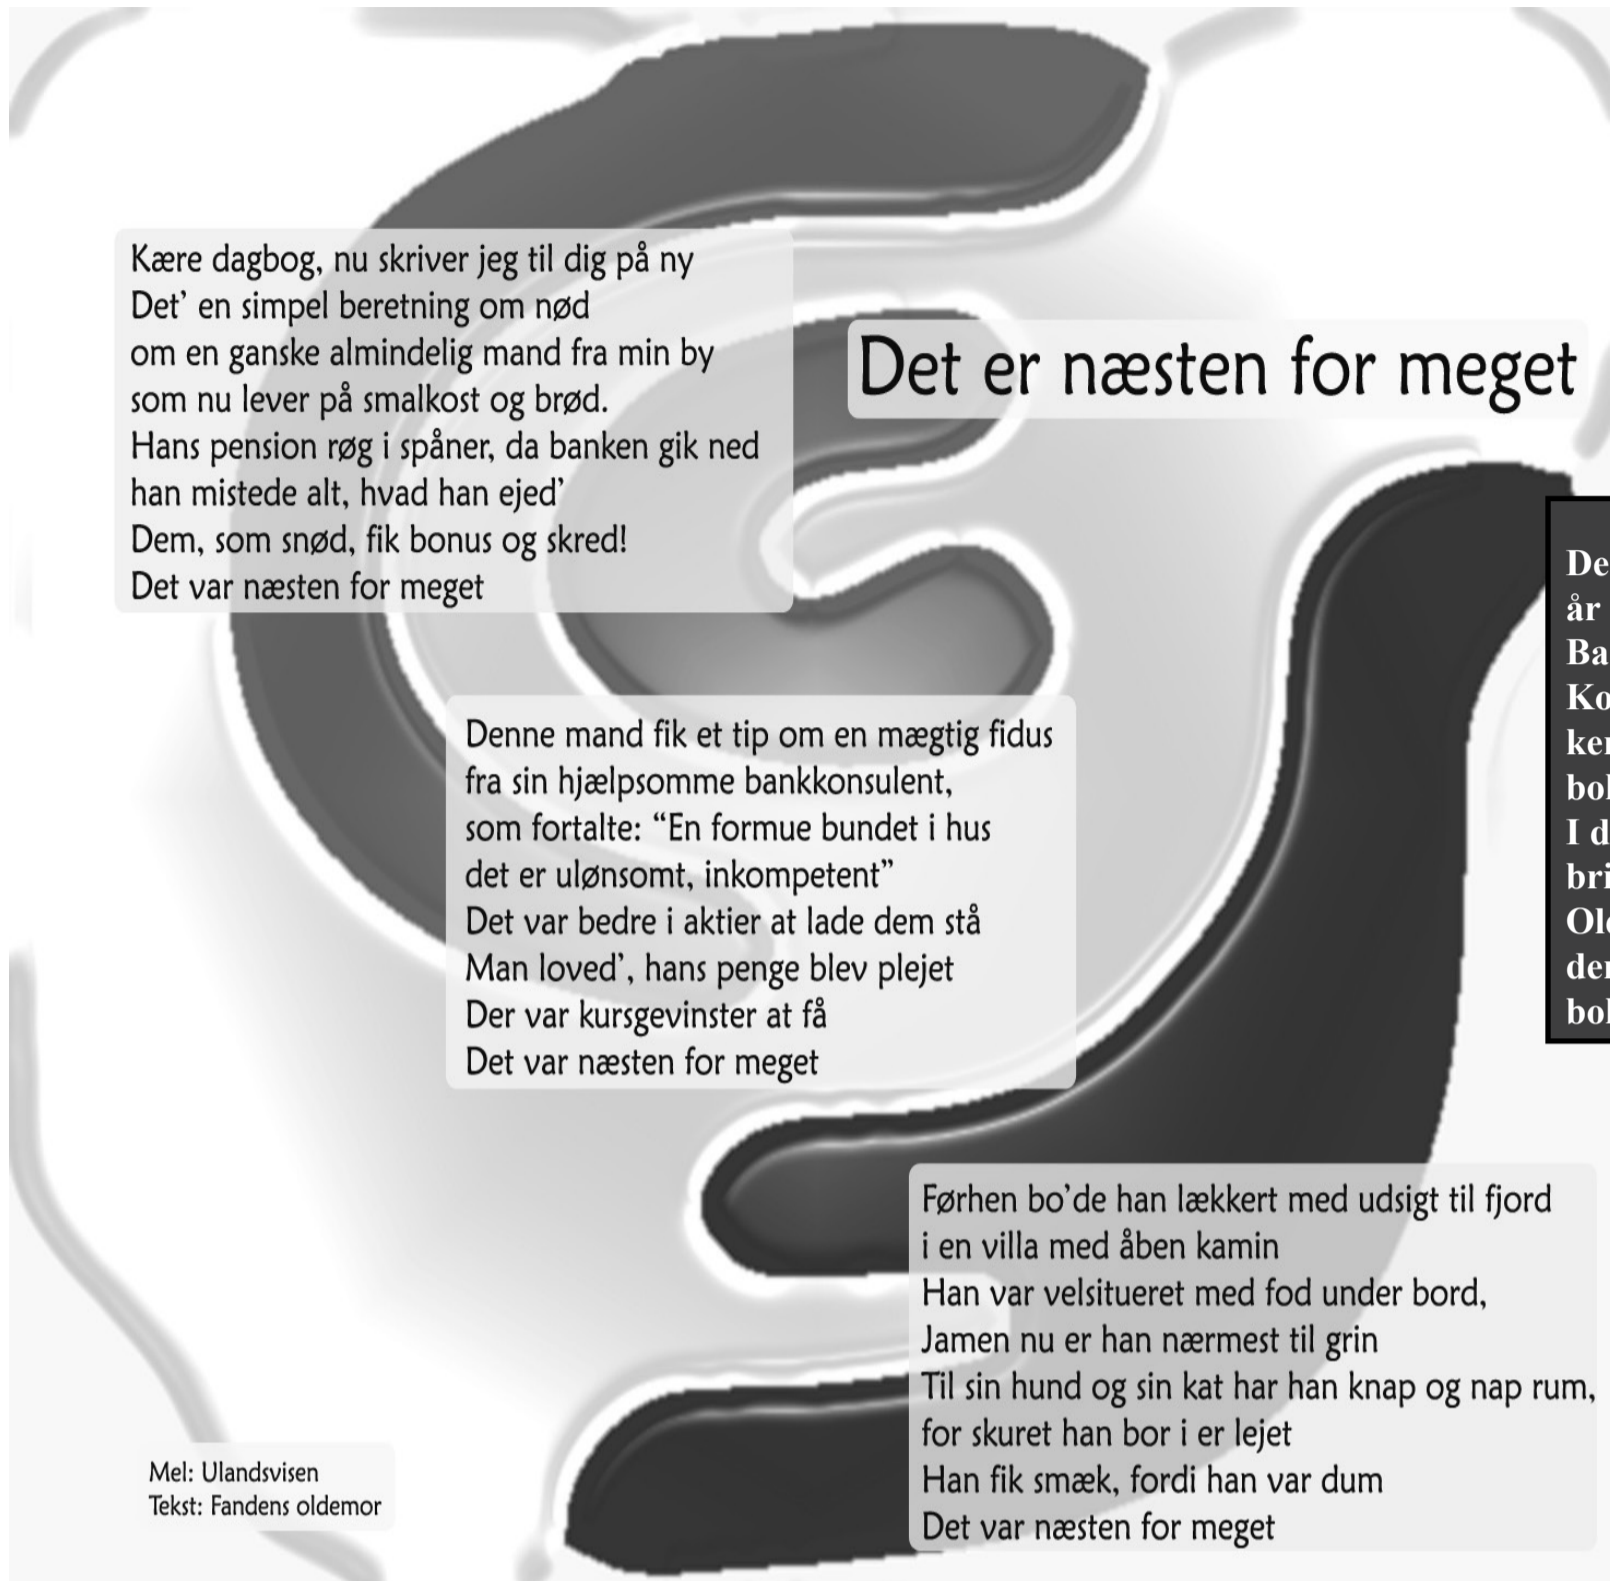 Det er næsten for meget
Kære dagbog, nu skriver jeg til dig på ny
Det’ en simpel beretning om nød
om en ganske almindelig mand fra min by
som nu lever på smalkost og brød.
Hans pension røg i spåner, da banken gik ned
han mistede alt, hvad han ejed’
Dem, som snød, fik bonus og skred!
Det var næsten for meget
Denne mand fik et tip om en mægtig fidus
fra sin hjælpsomme bankkonsulent,
som fortalte: “En formue bundet i hus
det er ulønsomt, inkompetent”
Det var bedre i aktier at lade dem stå
Man loved’, hans penge blev plejet
Der var kursgevinster at få
Det var næsten for meget
Førhen bo’de han lækkert med udsigt til fjord
i en villa med åben kamin
Han var velsitueret med fod under bord,
Jamen nu er han nærmest til grin
Til sin hund og sin kat har han knap og nap rum,
for skuret han bor i er lejet
Han fik smæk, fordi han var dum
Det var næsten for meget
Mel: Ulandsvisen
Tekst: Fandens oldemor
år
I